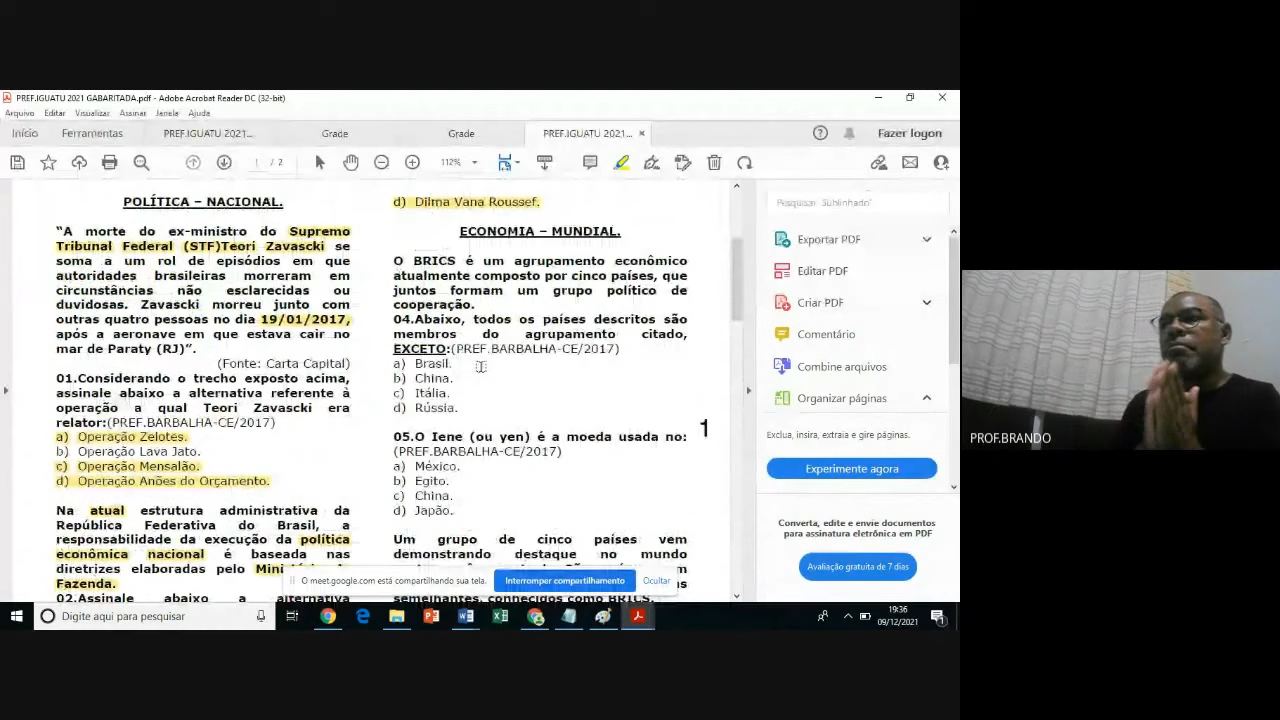 PREF.IGUATU 2021 GABARITADA.pdf - Adobe Acrobat Reader DC (32-bit)
Arquivo Editar Visualizar Assinar Janela Ajuda
Início Ferramentas PREF.IGUATU 2021... Grade Grade PREF.IGUATU 2021... × Fazer logon
1 / 2 112%
POLÍTICA – NACIONAL.
“A morte do ex-ministro do Supremo
Tribunal Federal (STF)Teori Zavascki se
soma a um rol de episódios em que
autoridades brasileiras morreram em
circunstâncias não esclarecidas ou
duvidosas. Zavascki morreu junto com
outras quatro pessoas no dia 19/01/2017,
após a aeronave em que estava cair no
mar de Paraty (RJ)”.
(Fonte: Carta Capital)
01.Considerando o trecho exposto acima,
assinale abaixo a alternativa referente à
operação a qual Teori Zavascki era
relator:(PREF.BARBALHA-CE/2017)
a) Operação Zelotes.
b) Operação Lava Jato.
c) Operação Mensalão.
d) Operação Anões do Orçamento.
Na atual estrutura administrativa da
República Federativa do Brasil, a
responsabilidade da execução da política
econômica nacional é baseada nas
diretrizes elaboradas pelo
Fazenda.
02.Assinale abaixo a alternativa
d) Dilma Vana Roussef.
ECONOMIA – MUNDIAL.
O BRICS é um agrupamento econômico
atualmente composto por cinco países, que
juntos formam um grupo político de
cooperação.
04.Abaixo, todos os países descritos são
membros do agrupamento citado,
EXCETO:(PREF.BARBALHA-CE/2017)
a) Brasil.
b) China.
c) Itália.
d) Rússia.
05.O Iene (ou yen) é a moeda usada no:
(PREF.BARBALHA-CE/2017)
a) México.
b) Egito.
c) China.
d) Japão.
Um grupo de cinco países vem
demonstrando destaque no mundo
semelhantes, conhecidos como BRICS.
1
Pesquisar 'Sublinhado'
Exportar PDF
Editar PDF
Criar PDF
Comentário
Combine arquivos
Organizar páginas
Exclua, insira, extraia e gire páginas.
Experimente agora
Converta, edite e envie documentos
para assinatura eletrônica em PDF
Avaliação gratuita de 7 dias
O meet.google.com está compartilhando sua tela. Interromper compartilhamento Ocultar
Digite aqui para pesquisar
19:36
09/12/2021
PROF.BRANDO